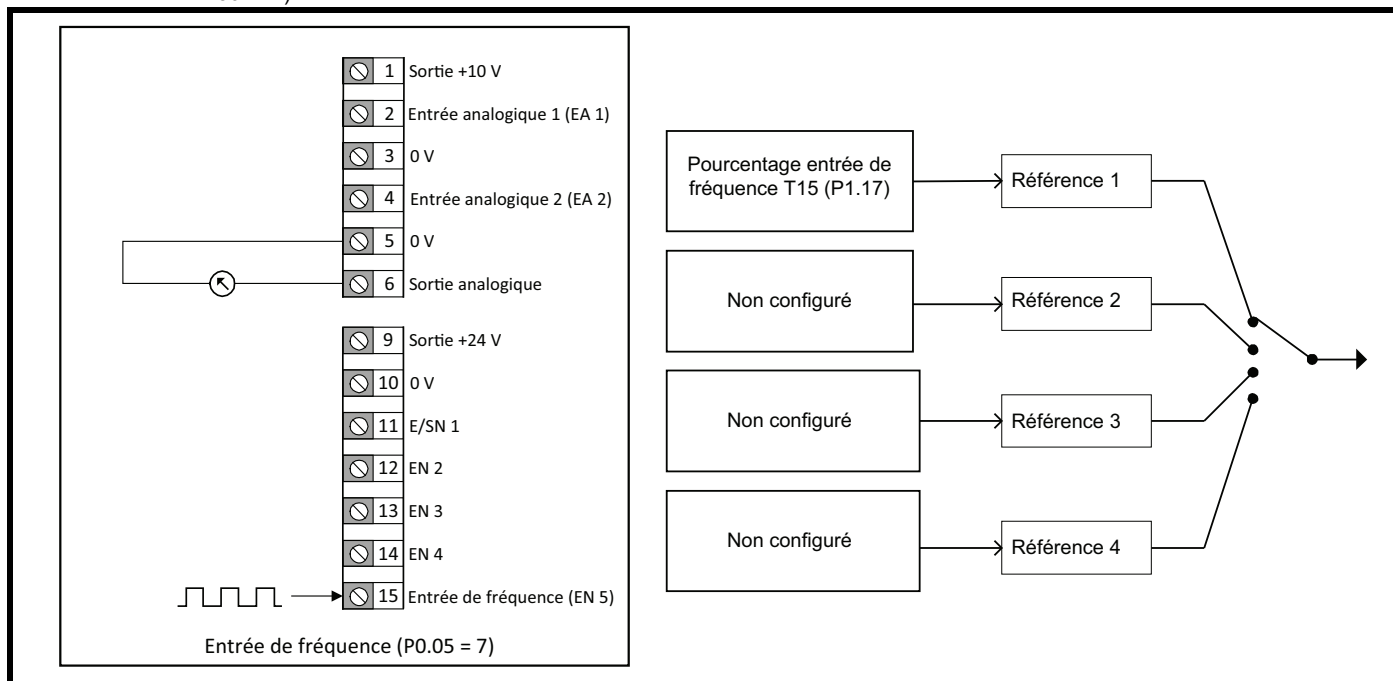 1 Sortie +10 V
2 Entrée analogique 1 (EA 1)
3 0 V
4 Entrée analogique 2 (EA 2)
5 0 V
6 Sortie analogique
9 Sortie +24 V
10 0 V
11 E/SN 1
12 EN 2
13 EN 3
14 EN 4
15 Entrée de fréquence (EN 5)
Entrée de fréquence (P0.05 = 7)
Pourcentage entrée de
fréquence T15 (P1.17)
Référence 1
Non configuré
Référence 2
Non configuré
Référence 3
Non configuré
Référence 4